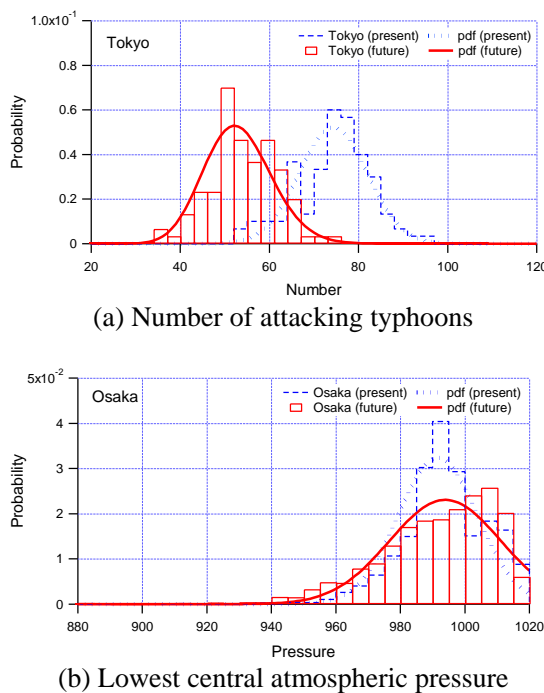 1.0x10⁻¹
Tokyo
Tokyo (present) pdf (present)
Tokyo (future) pdf (future)
0.8
0.6
0.4
0.2
0
Probability
20 40 60 80 100 120
Number
(a) Number of attacking typhoons
5x10⁻²
Osaka
Osaka (present) pdf (present)
Osaka (future) pdf (future)
4
3
2
1
0
Probability
880 900 920 940 960 980 1000 1020
Pressure
(b) Lowest central atmospheric pressure